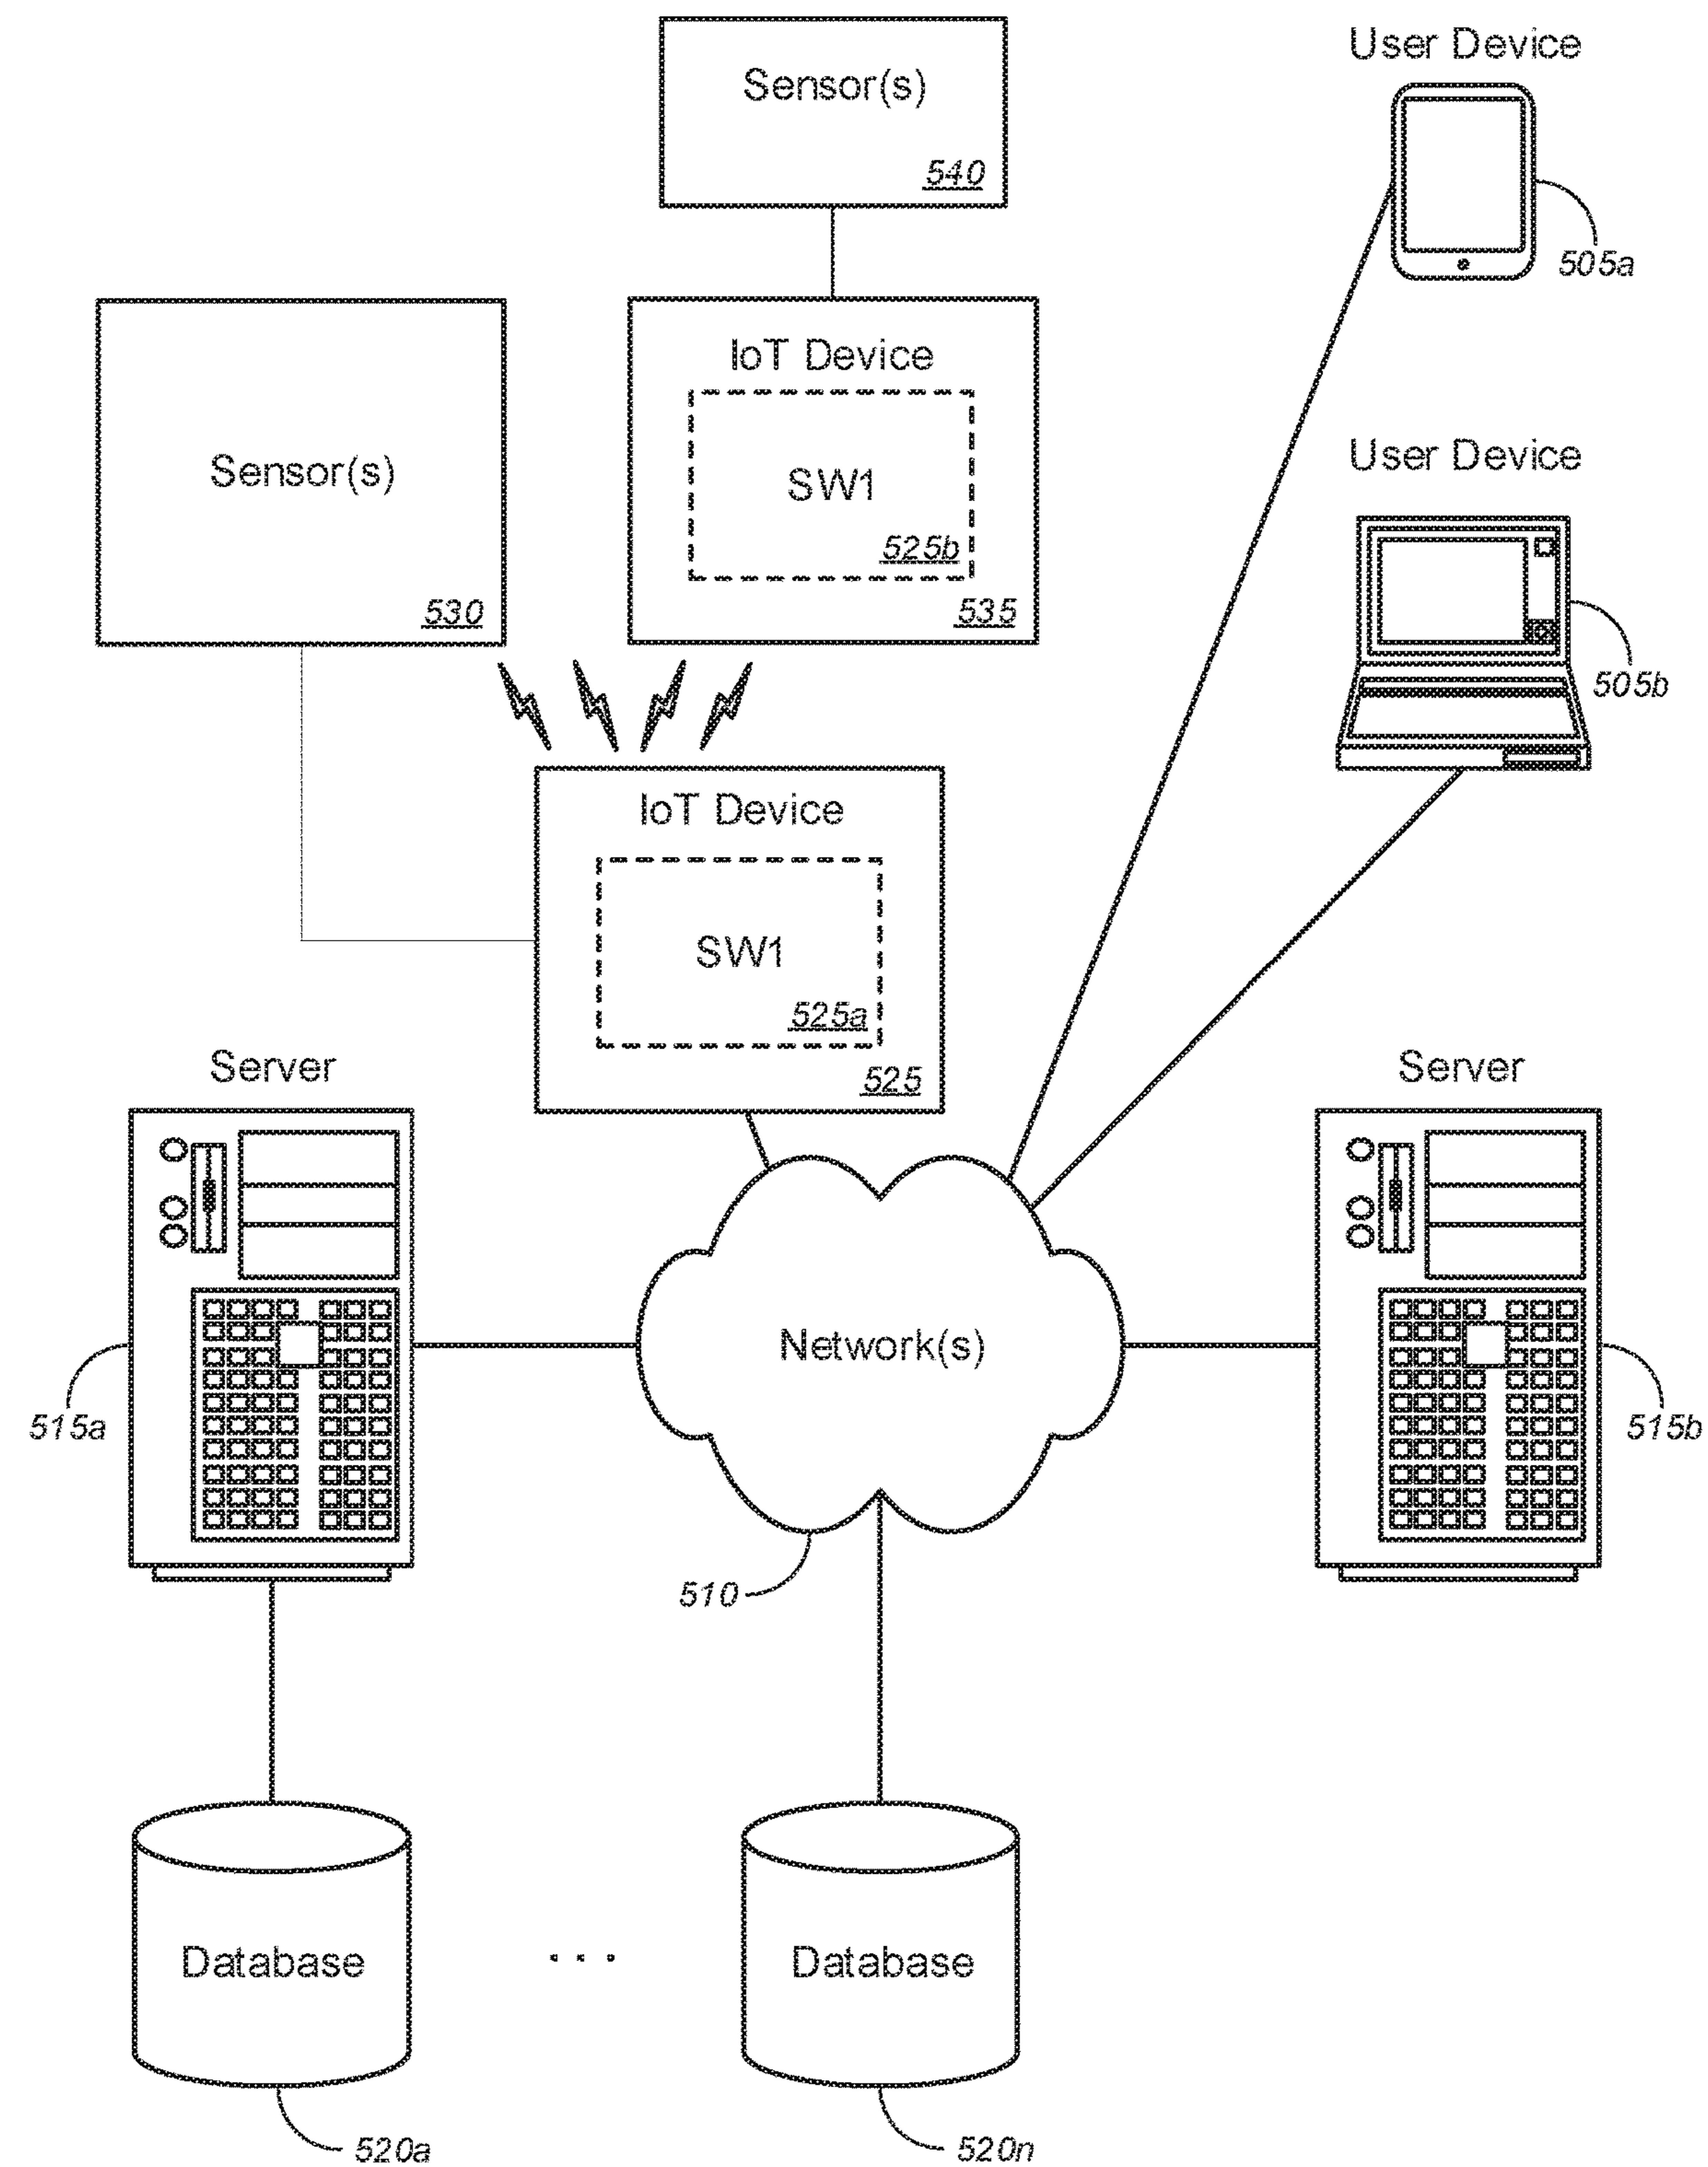 Sensor(s)
540
User Device
505a
Sensor(s)
530
IoT Device
SW1
525b
535
User Device
505b
IoT Device
SW1
525a
525
Server
515a
Network(s)
510
Server
515b
Database
520a
. . .
Database
520n